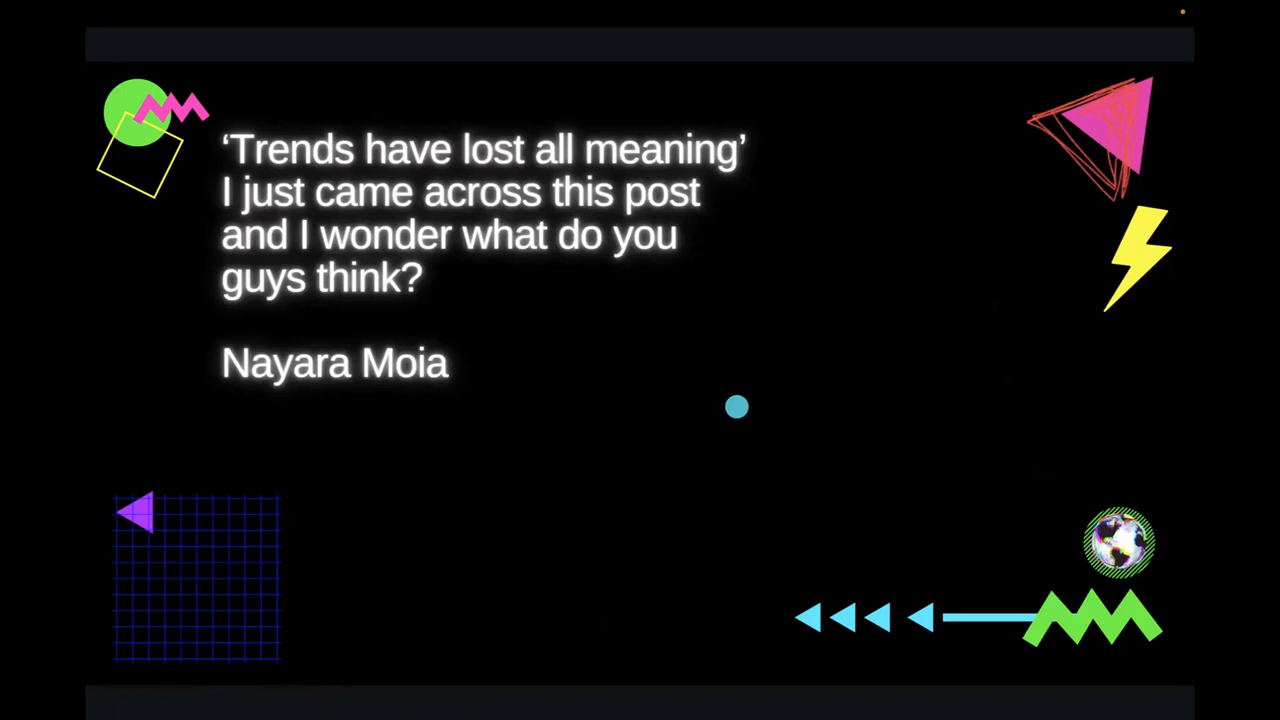 ‘Trends have lost all meaning’
I just came across this post
and I wonder what do you
guys think?
Nayara Moia